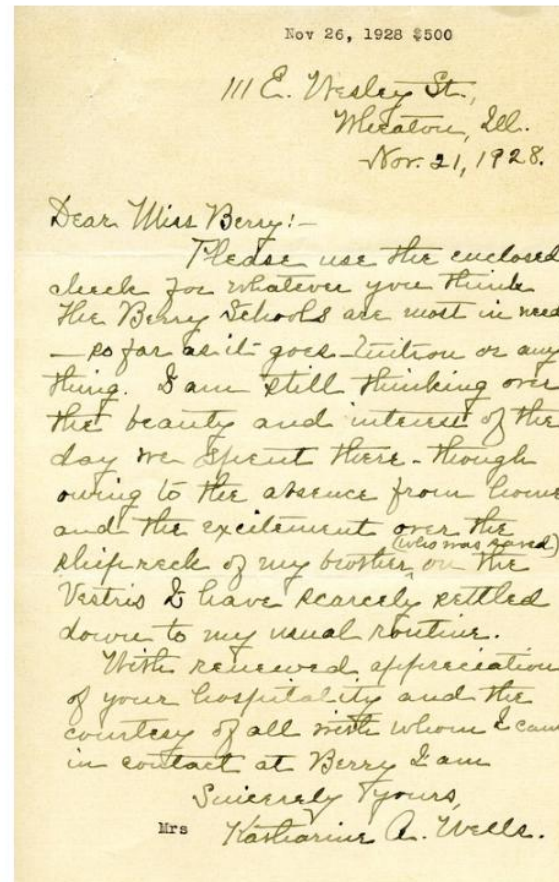 Nov 26, 1928 $500
111 E. Wesley St.,
Wheaton, Ill.
Nov. 21, 1928.
Dear Miss Berry:-
Please use the enclosed
check for whatever you think
the Berry Schools are most in need
- so far as it goes - Tuition or any
thing. I am still thinking over
the beauty and interest of the
day we spent there - though
owing to the absence from home
and the excitement over the
(who was saved)
shipreck of my brother ‸ on the
Vestris I have scarcely settled
down to my usual routine.
With renewed appreciation
of your hospitality and the
courtesy of all with whom I came
in contact at Berry I am
Sincerely Yours,
Mrs Katharine A. Wells.